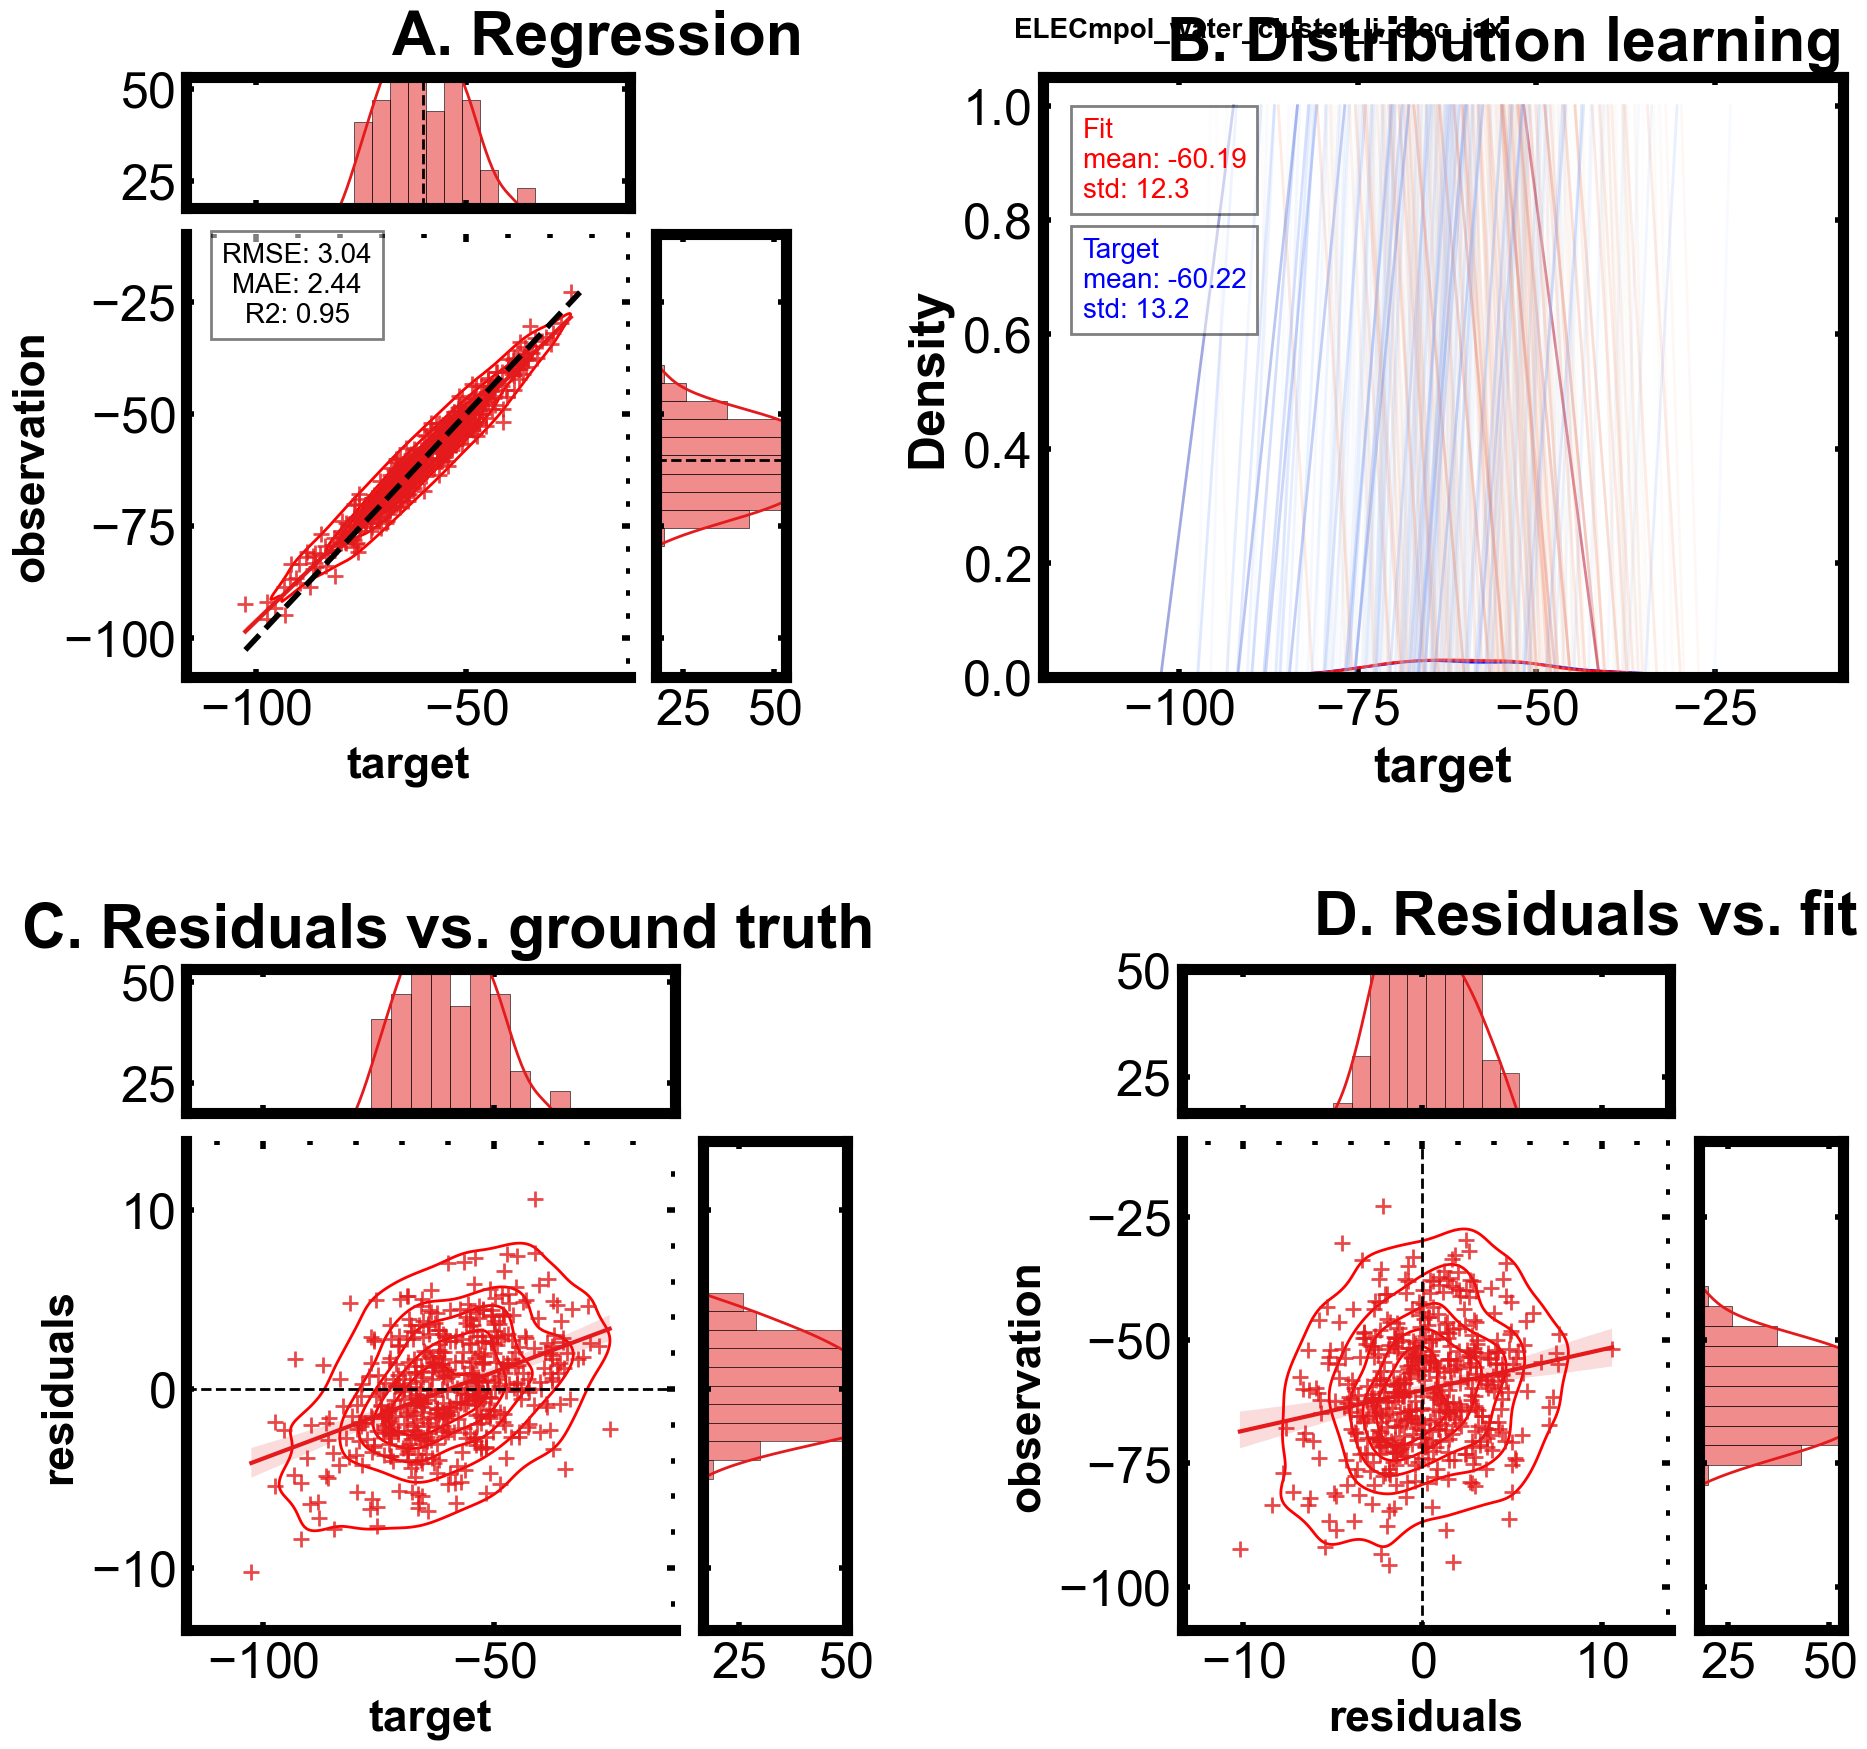 A. Regression
50
25
RMSE: 3.04
MAE: 2.44
R2: 0.95
−25
−50
−75
−100
observation
−100 −50
target
25 50
ELECmpol_water_cluster_lj_elec_jax
B. Distribution learning
1.0
0.8
0.6
0.4
0.2
0.0
Density
Fit
mean: -60.19
std: 12.3
Target
mean: -60.22
std: 13.2
−100 −75 −50 −25
target
C. Residuals vs. ground truth
50
25
10
0
−10
residuals
−100 −50
target
25 50
D. Residuals vs. fit
50
25
−25
−50
−75
−100
observation
−10 0 10
residuals
25 50